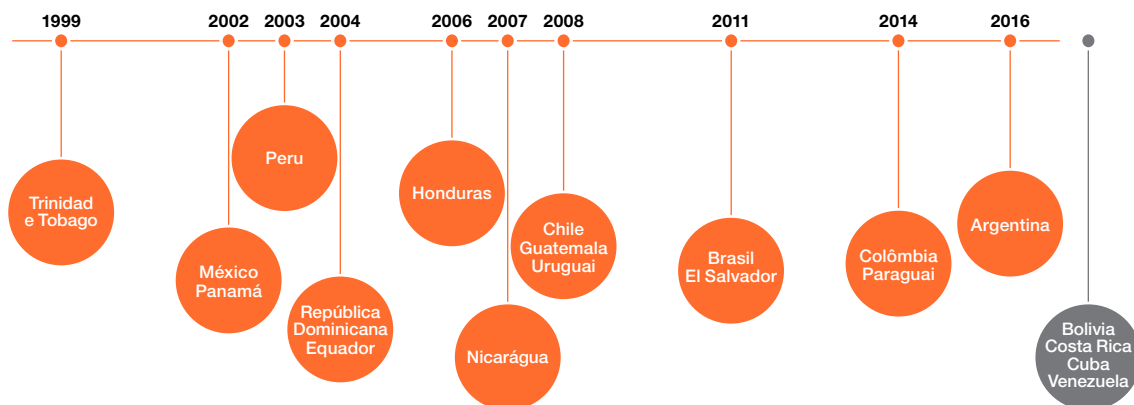 1999
2002
2003
2004
2006
2007
2008
2011
2014
2016
Trinidad
e Tobago
México
Panamá
Peru
República
Dominicana
Equador
Honduras
Nicarágua
Chile
Guatemala
Uruguai
Brasil
El Salvador
Colômbia
Paraguai
Argentina
Bolivia
Costa Rica
Cuba
Venezuela